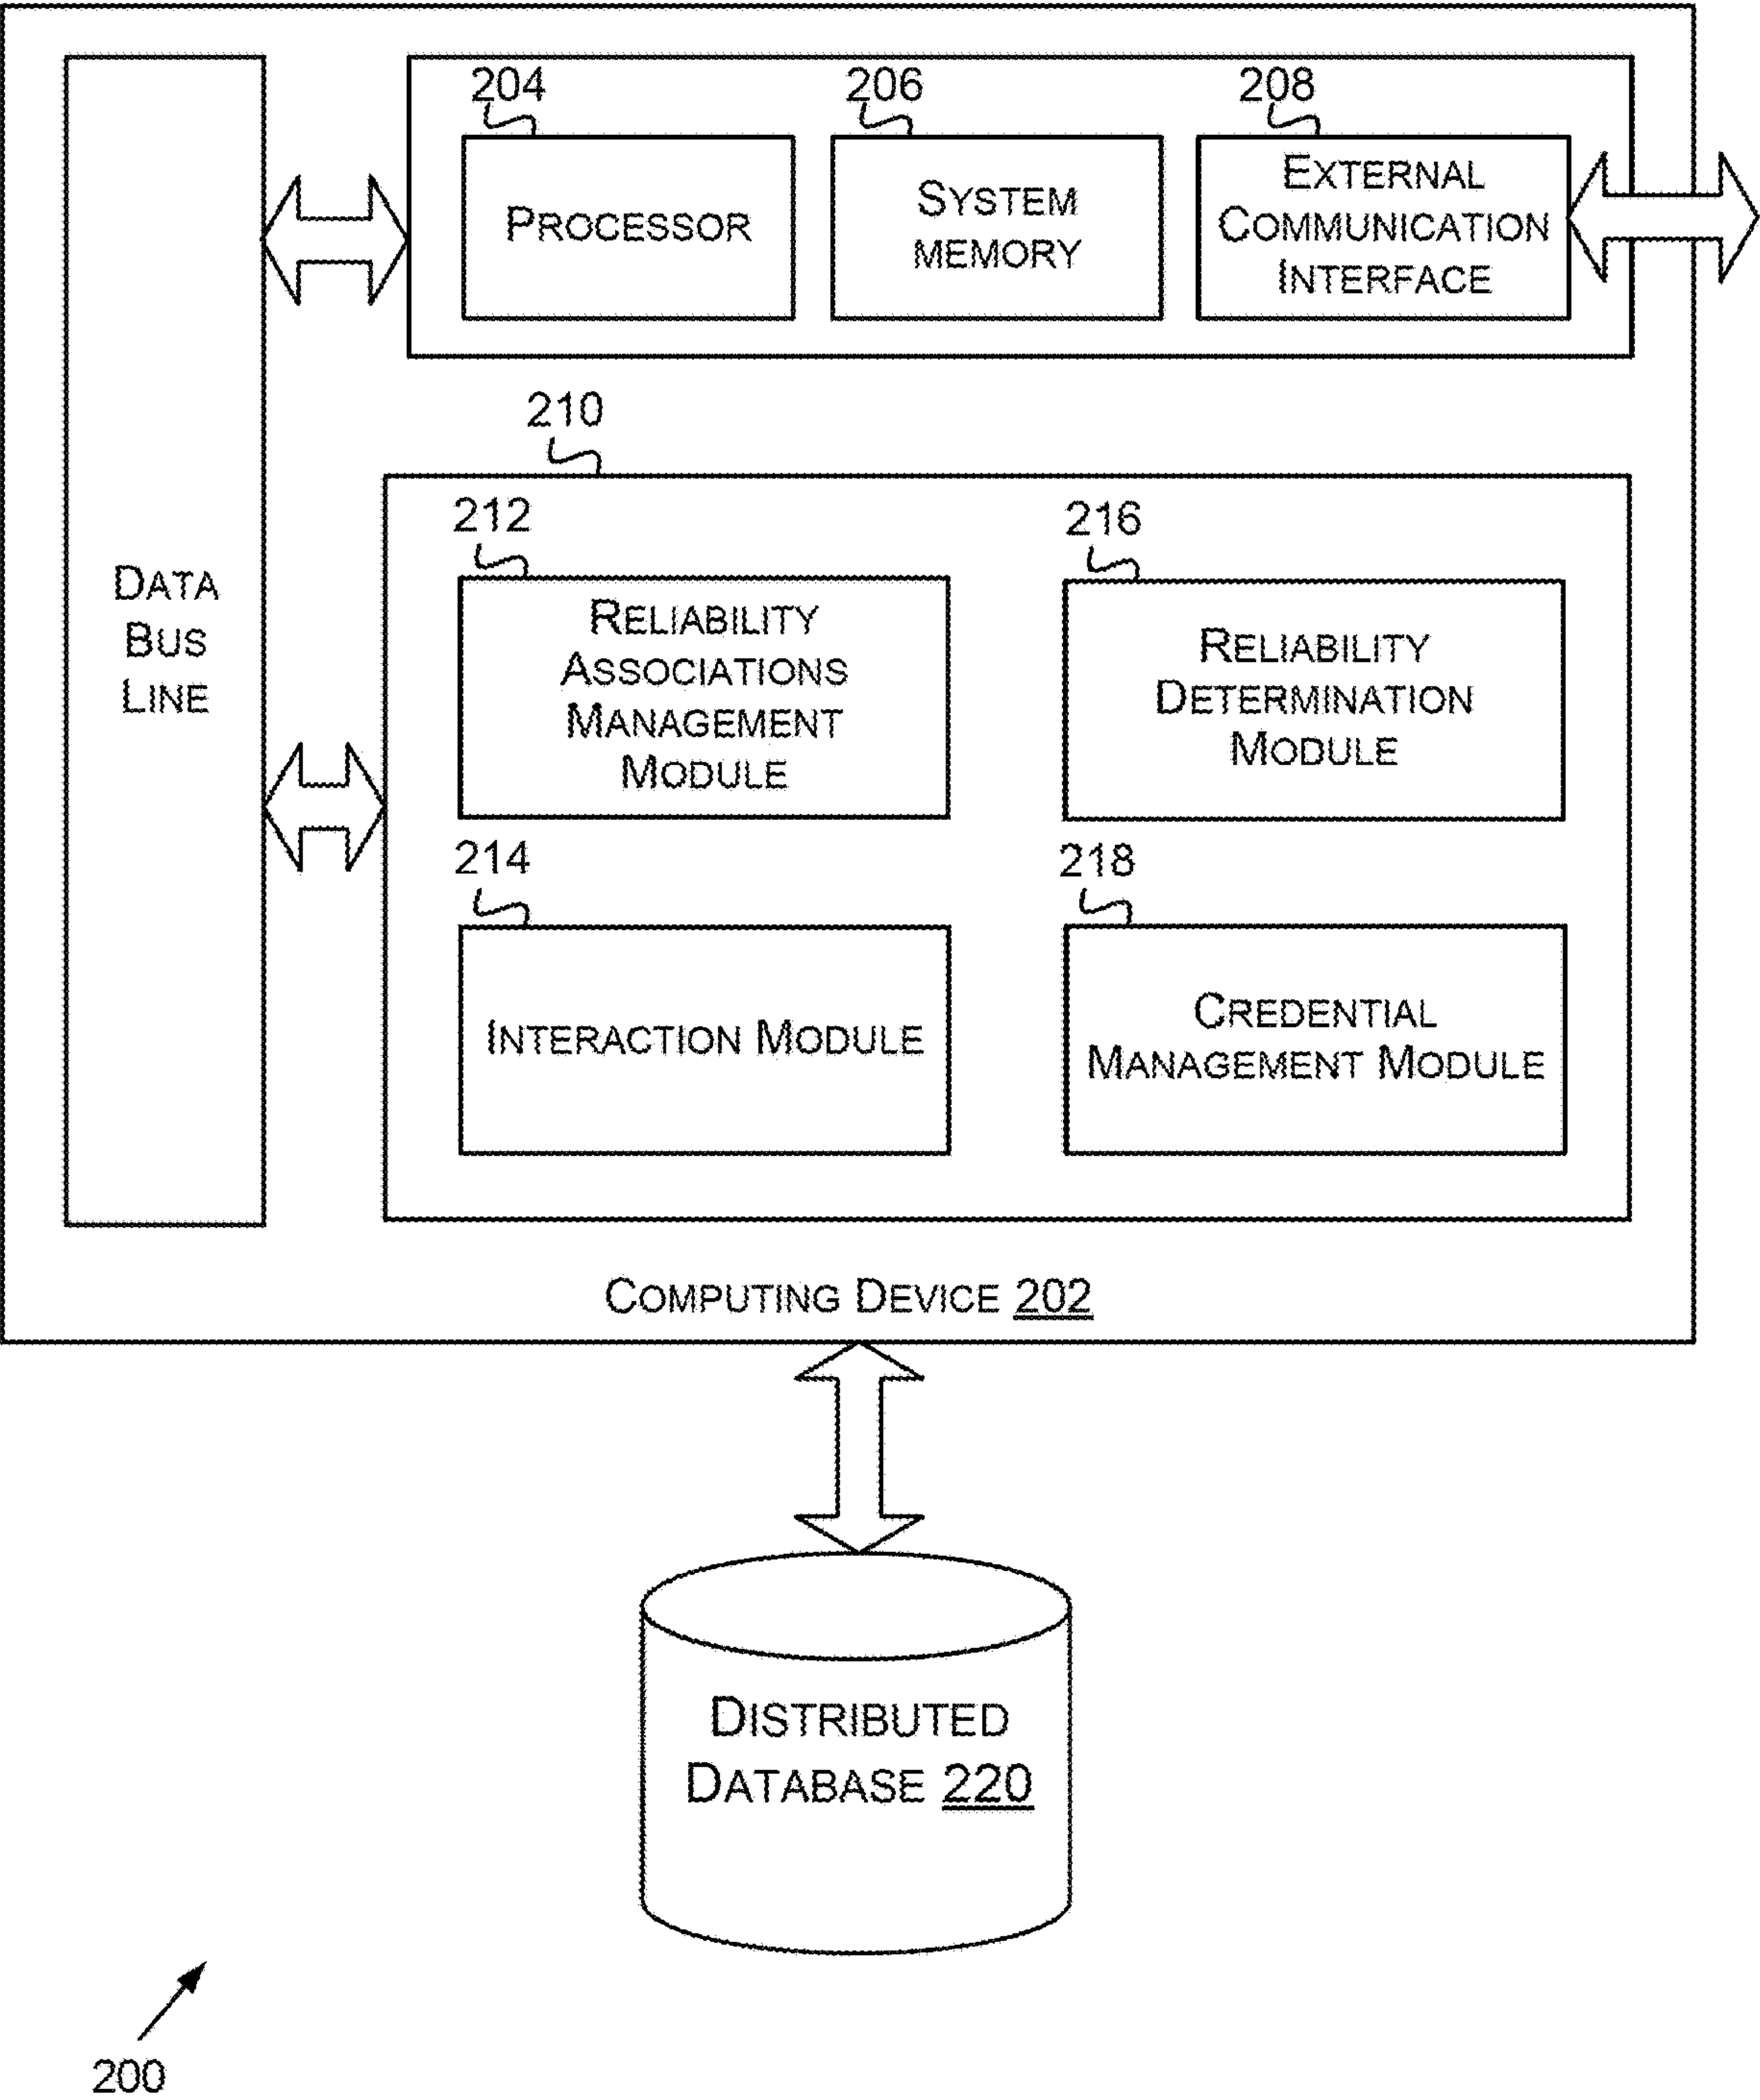 204
206
208
PROCESSOR
SYSTEM
MEMORY
EXTERNAL
COMMUNICATION
INTERFACE
210
DATA
BUS
LINE
212
RELIABILITY
ASSOCIATIONS
MANAGEMENT
MODULE
216
RELIABILITY
DETERMINATION
MODULE
214
INTERACTION MODULE
218
CREDENTIAL
MANAGEMENT MODULE
COMPUTING DEVICE 202
DISTRIBUTED
DATABASE 220
200